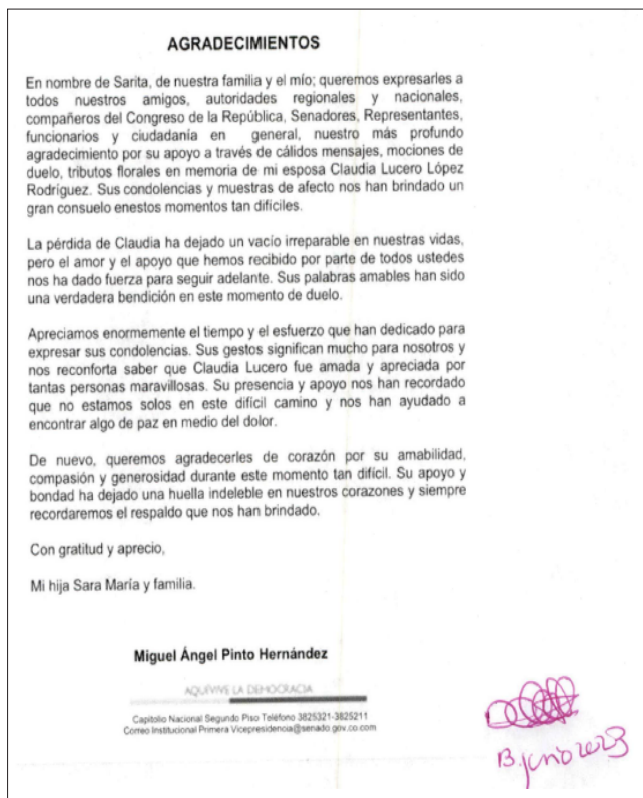 AGRADECIMIENTOS
En nombre de Sarita, de nuestra familia y el mío; queremos expresarles a
todos nuestros amigos, autoridades regionales y nacionales,
compañeros del Congreso de la República, Senadores, Representantes,
funcionarios y ciudadanía en general, nuestro más profundo
agradecimiento por su apoyo a través de cálidos mensajes, mociones de
duelo, tributos florales en memoria de mi esposa Claudia Lucero López
Rodríguez. Sus condolencias y muestras de afecto nos han brindado un
gran consuelo enestos momentos tan difíciles.
La pérdida de Claudia ha dejado un vacío irreparable en nuestras vidas,
pero el amor y el apoyo que hemos recibido por parte de todos ustedes
nos ha dado fuerza para seguir adelante. Sus palabras amables han sido
una verdadera bendición en este momento de duelo.
Apreciamos enormemente el tiempo y el esfuerzo que han dedicado para
expresar sus condolencias. Sus gestos significan mucho para nosotros y
nos reconforta saber que Claudia Lucero fue amada y apreciada por
tantas personas maravillosas. Su presencia y apoyo nos han recordado
que no estamos solos en este difícil camino y nos han ayudado a
encontrar algo de paz en medio del dolor.
De nuevo, queremos agradecerles de corazón por su amabilidad,
compasión y generosidad durante este momento tan difícil. Su apoyo y
bondad ha dejado una huella indeleble en nuestros corazones y siempre
recordaremos el respaldo que nos han brindado.
Con gratitud y aprecio,
Mi hija Sara María y familia.
Miguel Ángel Pinto Hernández
AQUÍVIVE LA DEMOCRACIA
Capitolio Nacional Segundo Piso Teléfono 3825321-3825211
Correo Institucional Primera Vicepresidencia@senado.gov.co.com
13.junio 2023